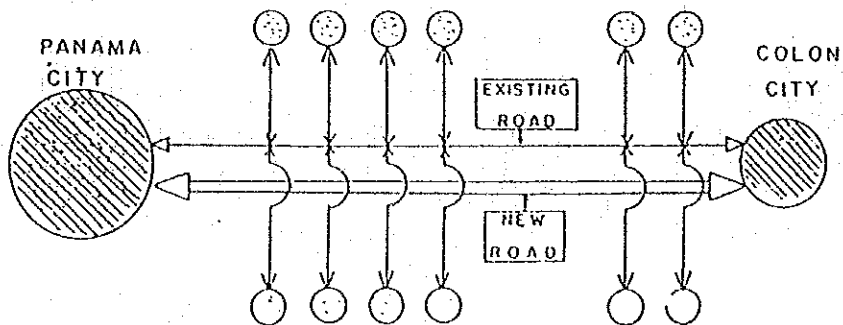 PANAMA
CITY
EXISTING
ROAD
COLON
CITY
NEW
ROAD